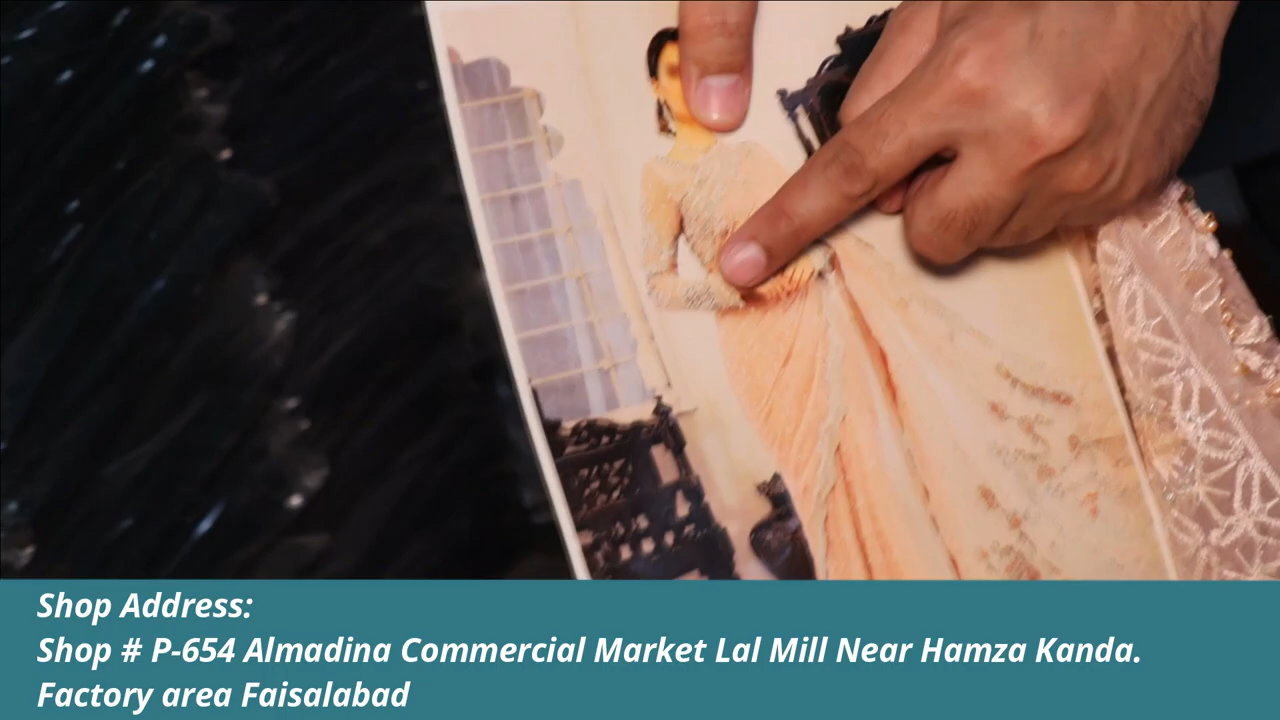 Shop Address:
Shop # P-654 Almadina Commercial Market Lal Mill Near Hamza Kanda.
Factory area Faisalabad